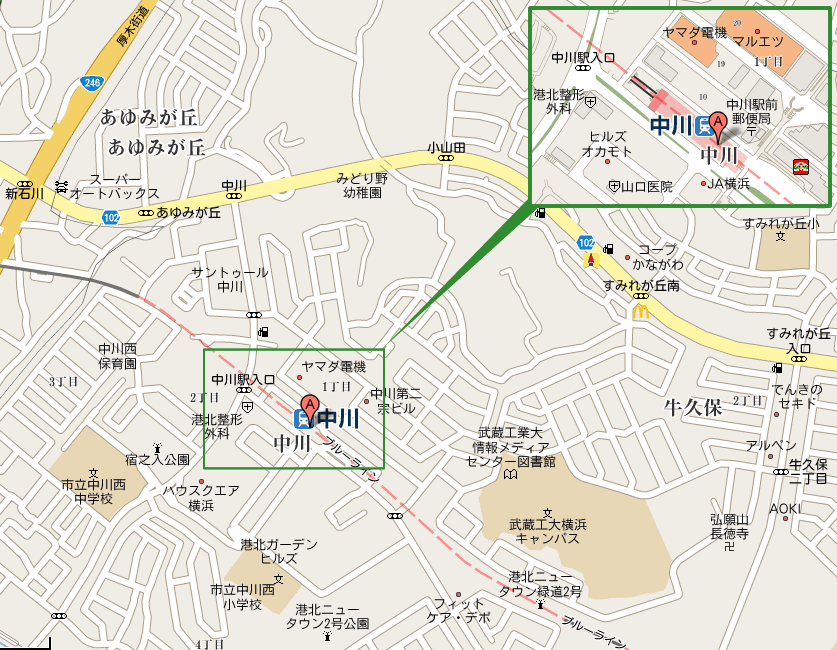 厚木街道
246
あゆみが丘
あゆみが丘
新石川
スーパー
オートバックス
102
あゆみが丘
中川
小山田
みどり野
幼稚園
サントゥール
中川
中川駅入口
ヤマダ電機
20
マルエツ
19
1丁目
港北整形
外科
10
中川駅前
郵便局
中川
A
中川
ヒルズ
オカモト
山口医院
JA横浜
すみれが丘小
102
コープ
かながわ
すみれが丘南
すみれが丘
入口
中川西
保育園
3丁目
2丁目
中川駅入口
ヤマダ電機
1丁目
港北整形
外科
A
中川
中川
中川第二
宗ビル
ブルーライン
牛久保
2丁目
でんきの
セキド
アルペン
牛久保
二丁目
AOKI
弘願山
長徳寺
武蔵工業大
情報メディア
センター図書館
武蔵工大横浜
キャンパス
宿之入公園
市立中川西
中学校
ハウスクエア
横浜
港北ガーデン
ヒルズ
市立中川西
小学校
港北ニュー
タウン2号公園
4丁目
フィット
ケア・デポ
港北ニュー
タウン緑道2号
ブルーライン